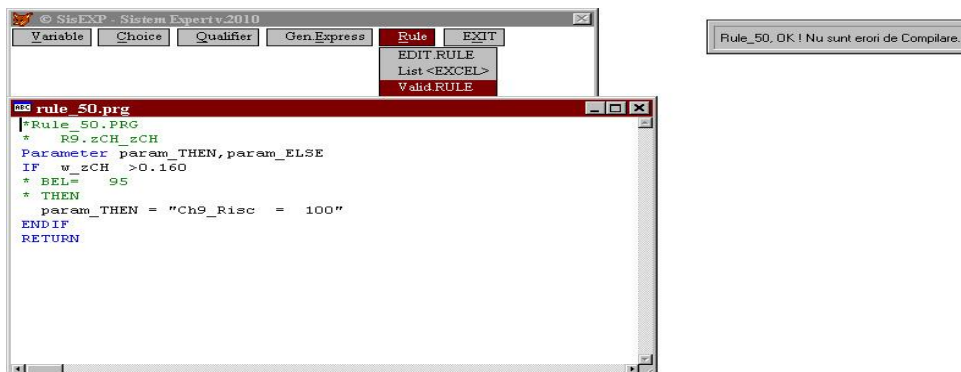 © SisEXP - Sistem Expert v.2010
Variable Choice Qualifier Gen.Express Rule EXIT
EDIT.RULE
List <EXCEL>
Valid.RULE
Rule_50, OK ! Nu sunt erori de Compilare.
rule_50.prg
*Rule_50.PRG
* R9.zCH_zCH
Parameter param_THEN,param_ELSE
IF w_zCH >0.160
* BEL= 95
* THEN
param_THEN = "Ch9_Risc = 100"
ENDIF
RETURN